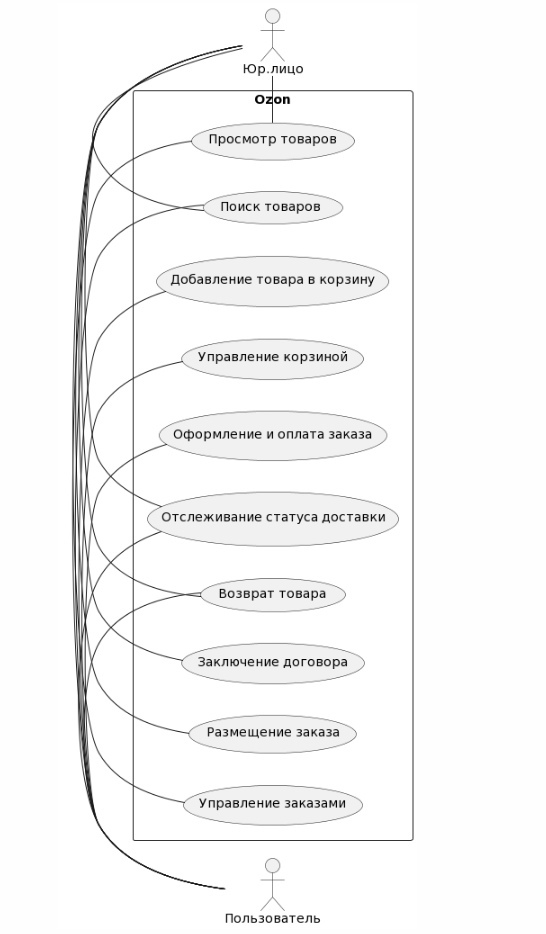 Юр.лицо
Ozon
Просмотр товаров
Поиск товаров
Добавление товара в корзину
Управление корзиной
Оформление и оплата заказа
Отслеживание статуса доставки
Возврат товара
Заключение договора
Размещение заказа
Управление заказами
Пользователь